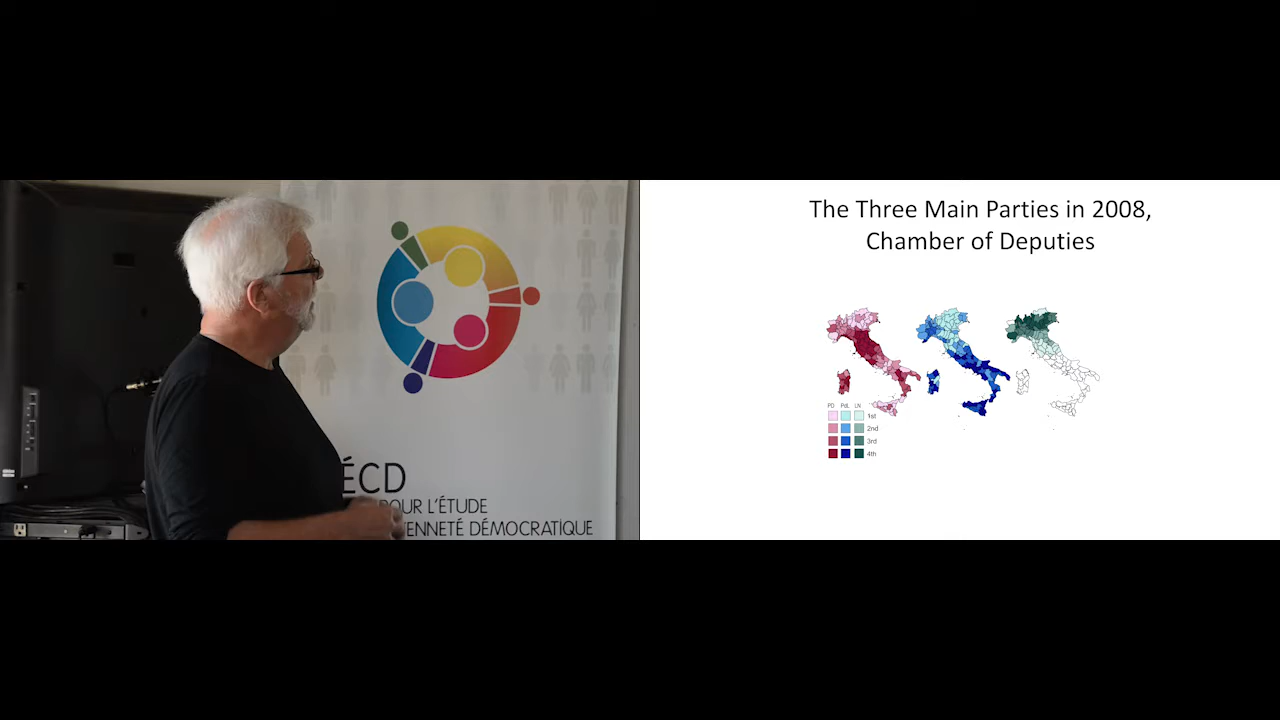 ÉCD
POUR L'ÉTUDE
YENNETÉ DÉMOCRATIQUE
The Three Main Parties in 2008,
Chamber of Deputies
PD PdL LN
1st
2nd
3rd
4th